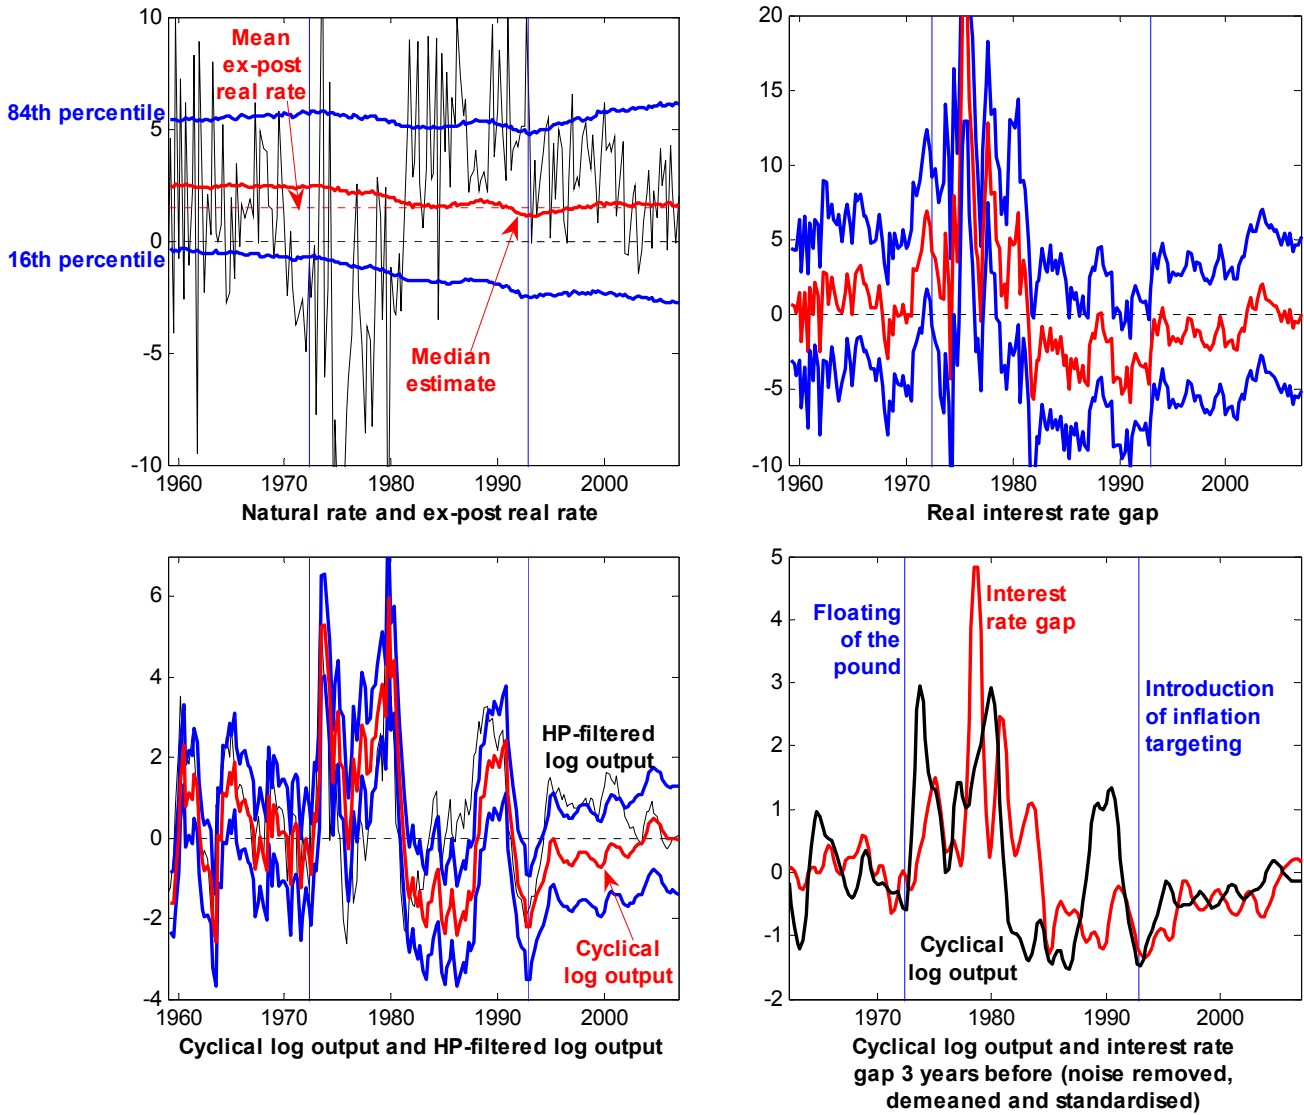 10
5
0
-5
-10
84th percentile
16th percentile
Mean
ex-post
real rate
Median
estimate
1960 1970 1980 1990 2000
Natural rate and ex-post real rate
20
15
10
5
0
-5
-10
1960 1970 1980 1990 2000
Real interest rate gap
6
4
2
0
-2
-4
HP-filtered
log output
Cyclical
log output
1960 1970 1980 1990 2000
Cyclical log output and HP-filtered log output
5
4
3
2
1
0
-1
-2
Floating
of the
pound
Interest
rate gap
Introduction
of inflation
targeting
Cyclical
log output
1970 1980 1990 2000
Cyclical log output and interest rate
gap 3 years before (noise removed,
demeaned and standardised)